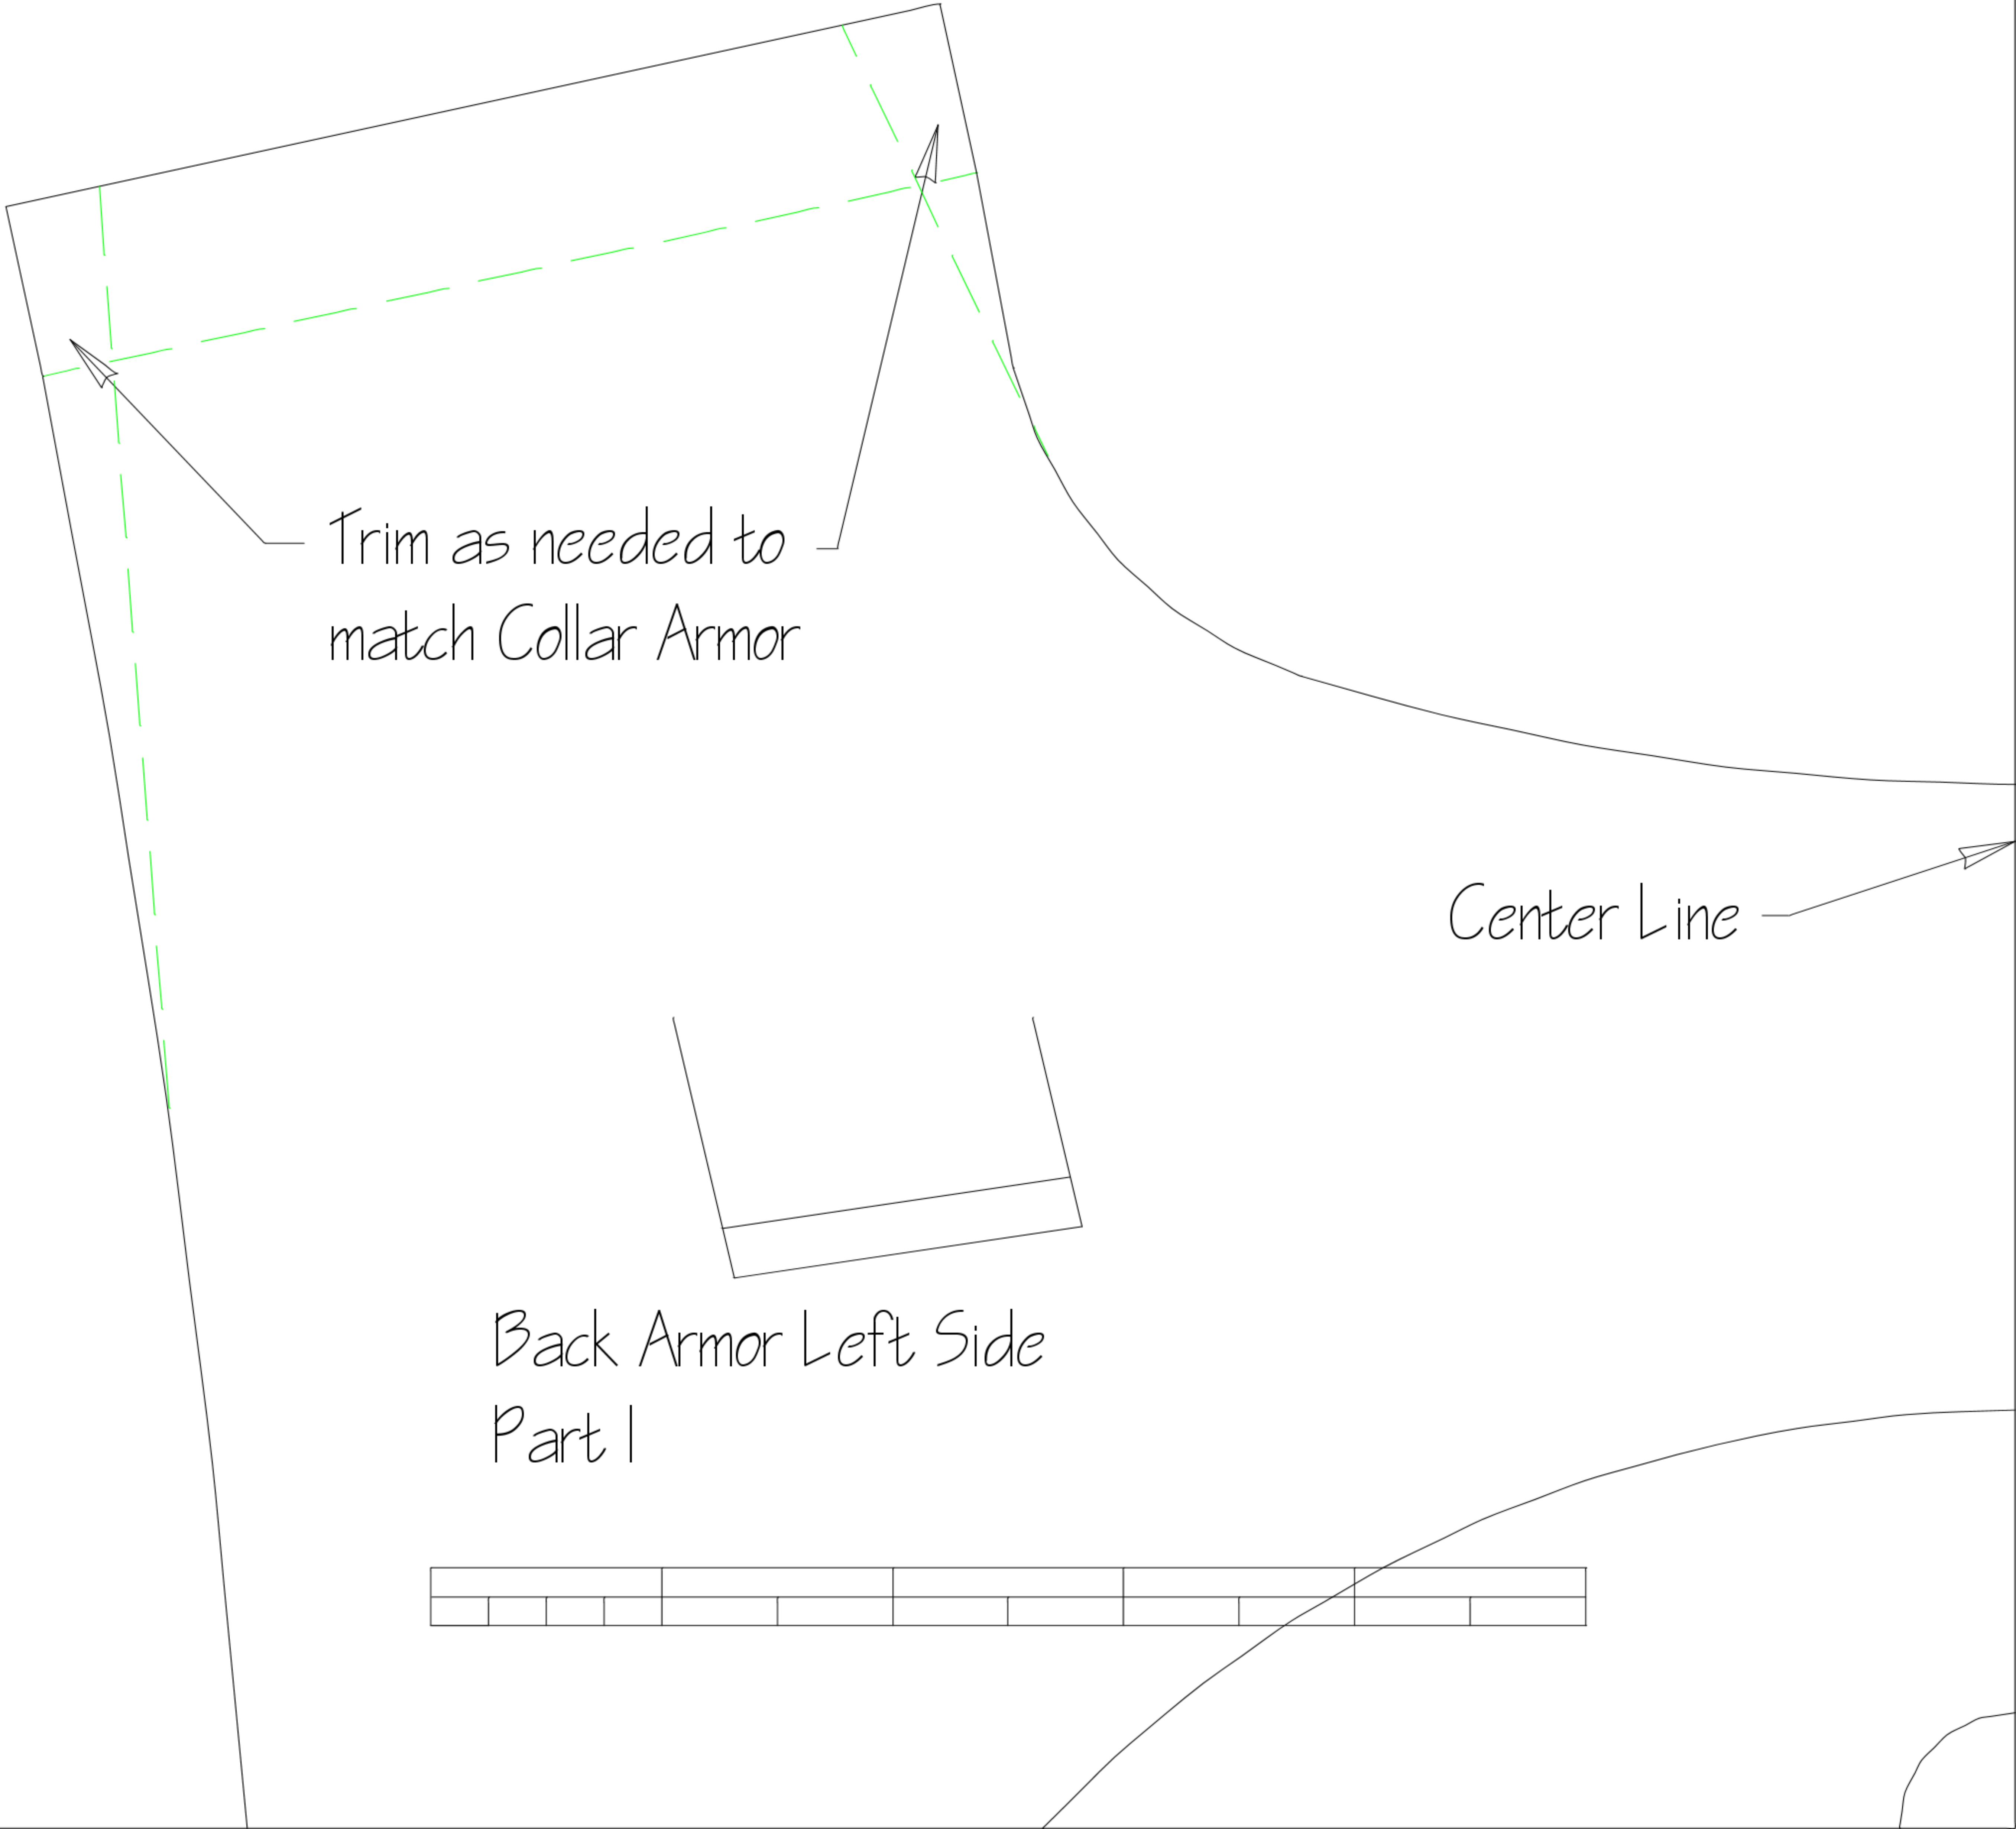 Trim as needed to
match Collar Armor
Center Line
Back Armor Left Side
Part 1